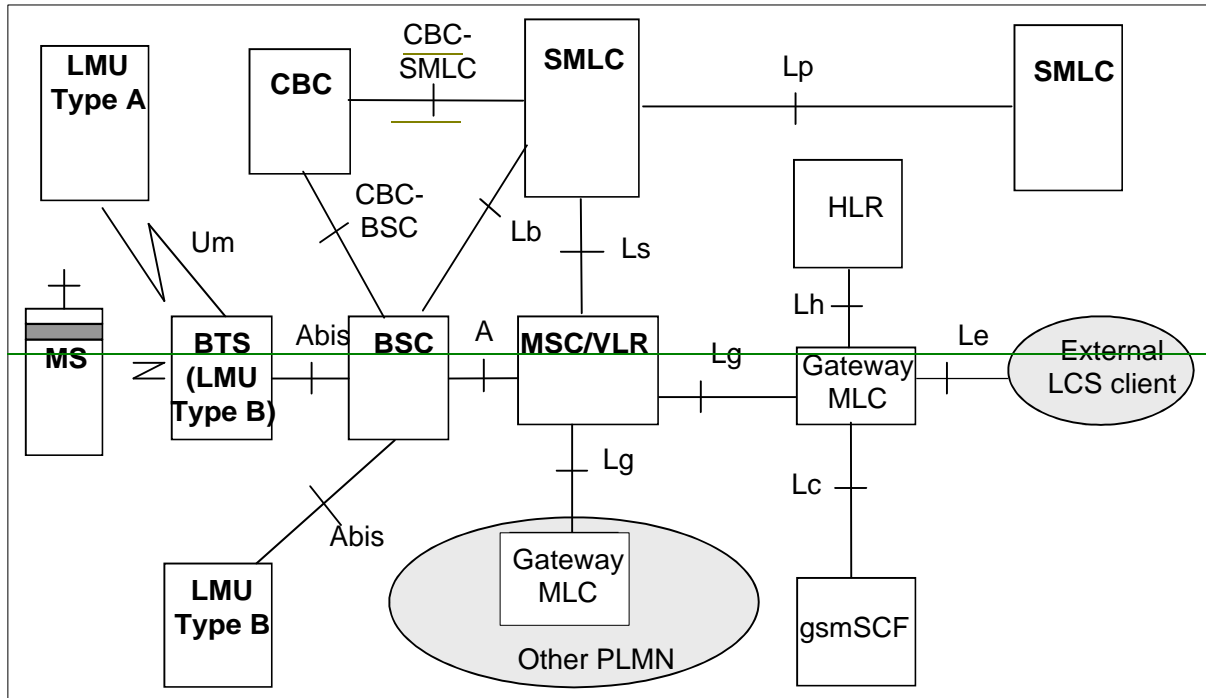 LMU
Type A
CBC
CBC-
SMLC
SMLC
Lp
SMLC
Um
CBC-
BSC
Lb
Ls
HLR
Lh
MS
BTS
(LMU
Type B)
Abis
BSC
A
MSC/VLR
Lg
Gateway
MLC
Le
External
LCS client
Abis
Lg
Lc
LMU
Type B
Gateway
MLC
Other PLMN
gsmSCF